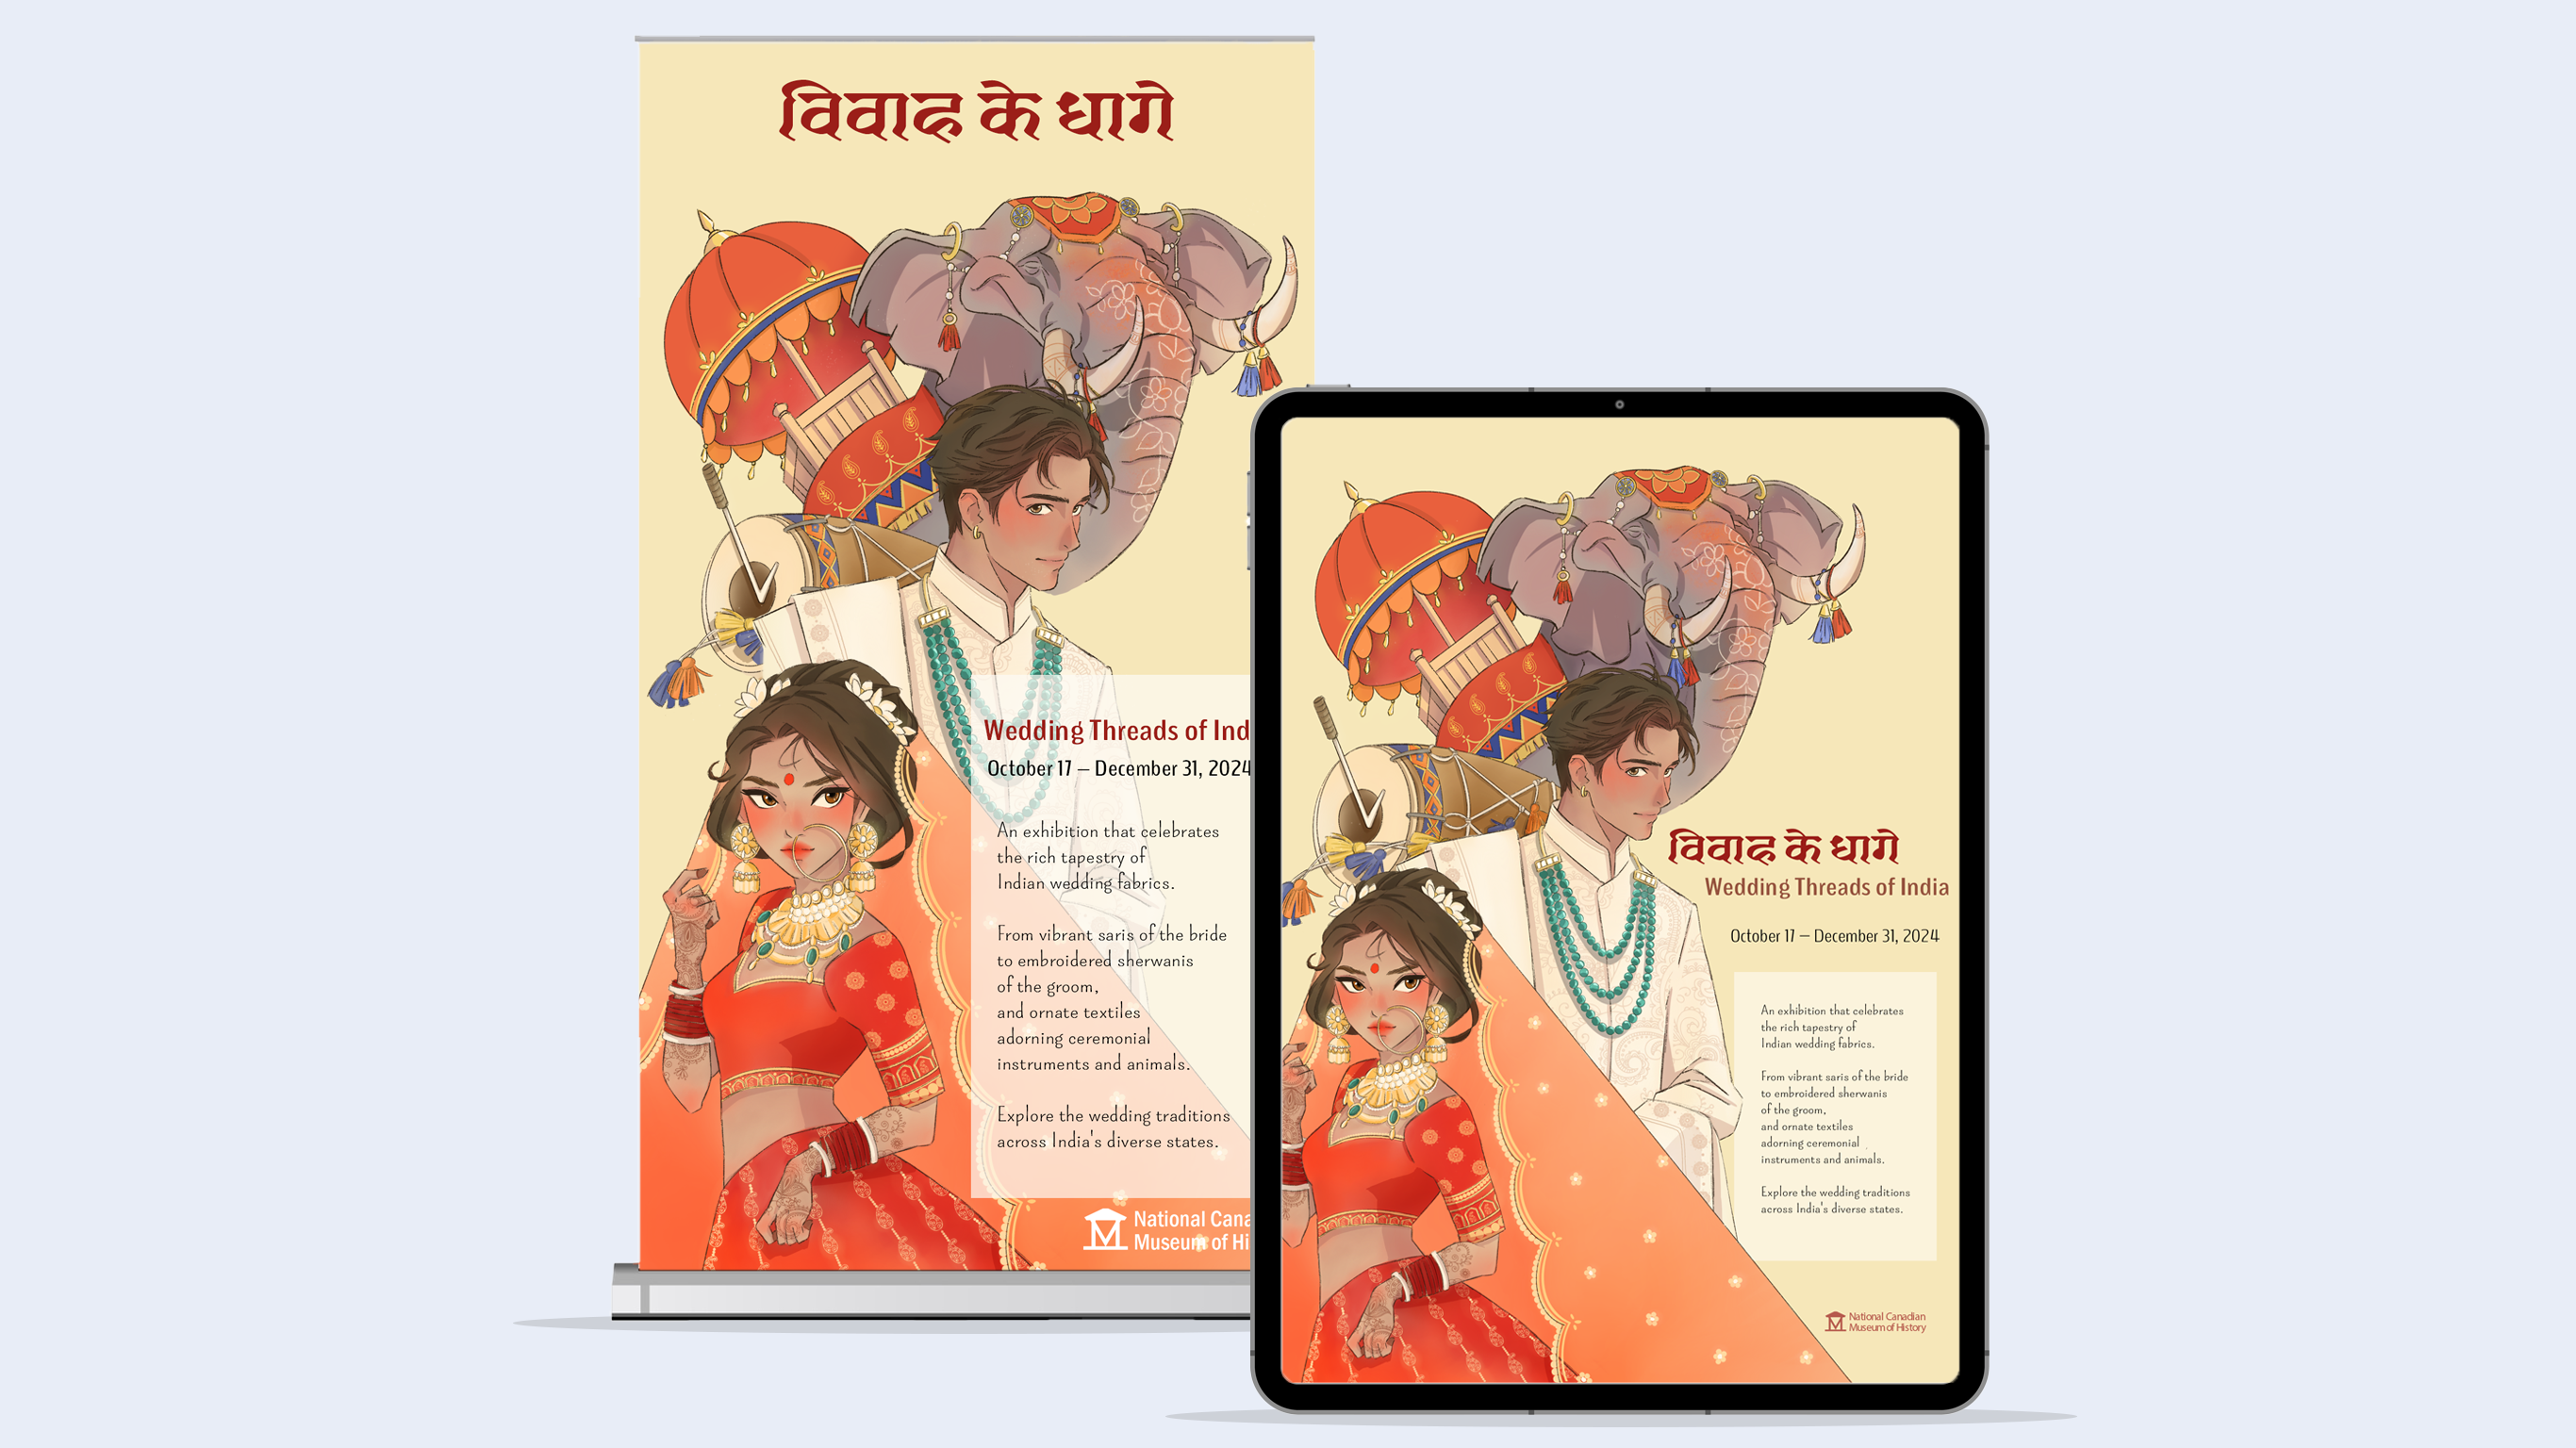 विवाह के धागे
Wedding Threads of Ind
October 17 – December 31, 2024
An exhibition that celebrates
the rich tapestry of
Indian wedding fabrics.
From vibrant saris of the bride
to embroidered sherwanis
of the groom,
and ornate textiles
adorning ceremonial
instruments and animals.
Explore the wedding traditions
across India's diverse states.
National Cana
Museum of Hi
विवाह के धागे
Wedding Threads of India
October 17 – December 31, 2024
An exhibition that celebrates
the rich tapestry of
Indian wedding fabrics.
From vibrant saris of the bride
to embroidered sherwanis
of the groom,
and ornate textiles
adorning ceremonial
instruments and animals.
Explore the wedding traditions
across India's diverse states.
National Canadian
Museum of History